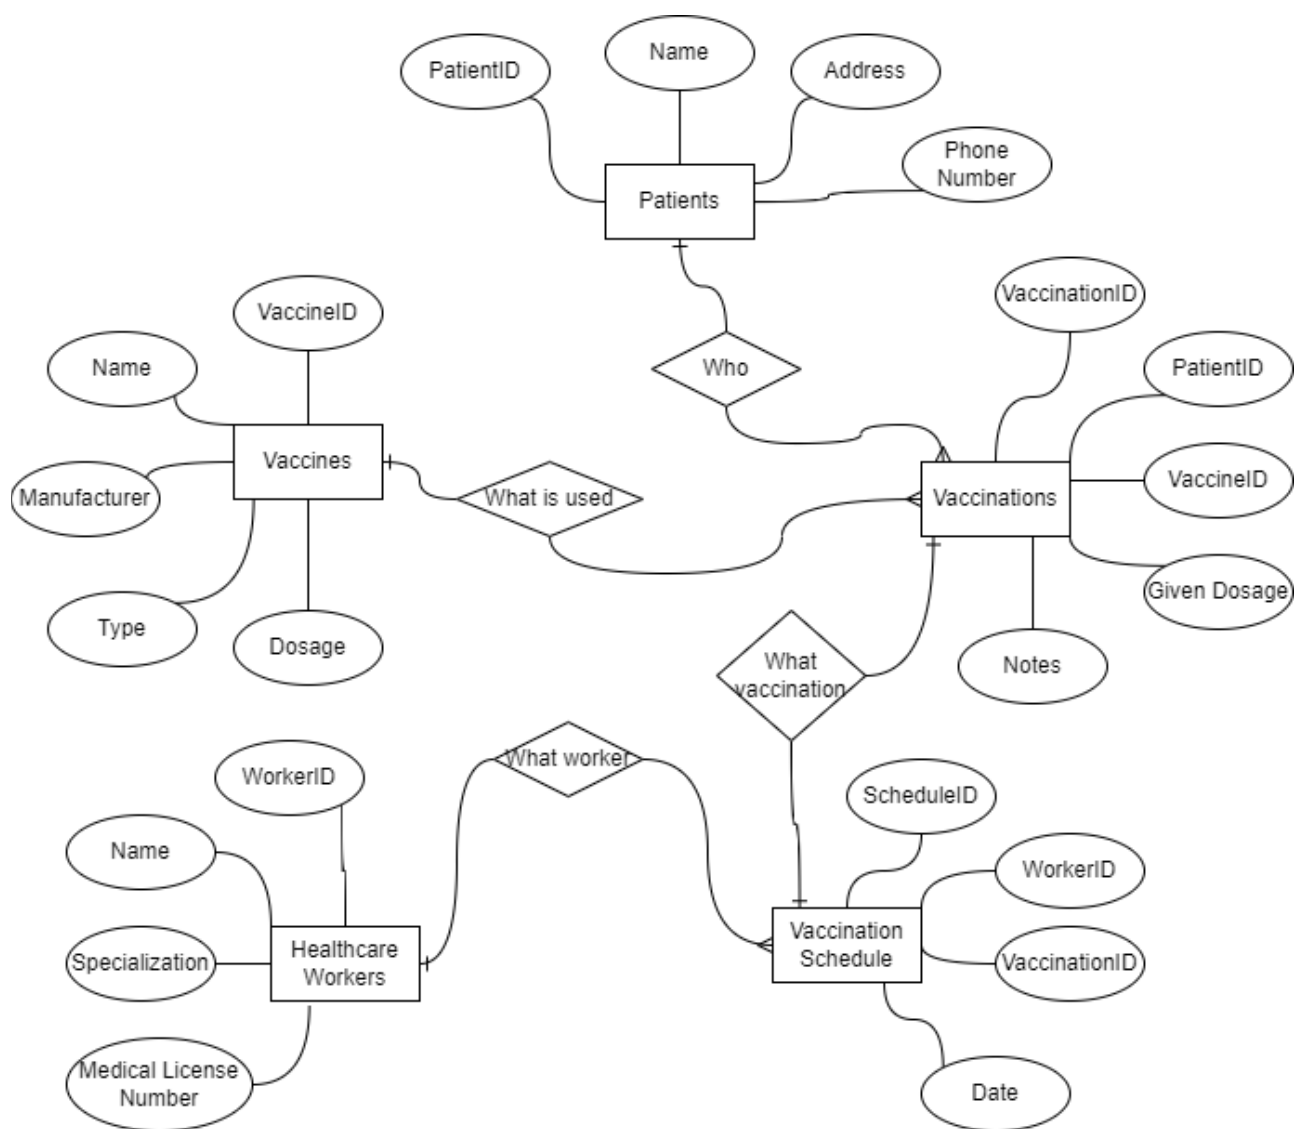 Name
PatientID
Address
Phone
Number
Patients
VaccinationID
VaccineID
Name
Who
PatientID
Vaccines
Manufacturer
What is used
Vaccinations
VaccineID
Given Dosage
Type
Dosage
What
vaccination
Notes
What worker
WorkerID
ScheduleID
Name
WorkerID
Specialization
Healthcare
Workers
Vaccination
Schedule
VaccinationID
Medical License
Number
Date